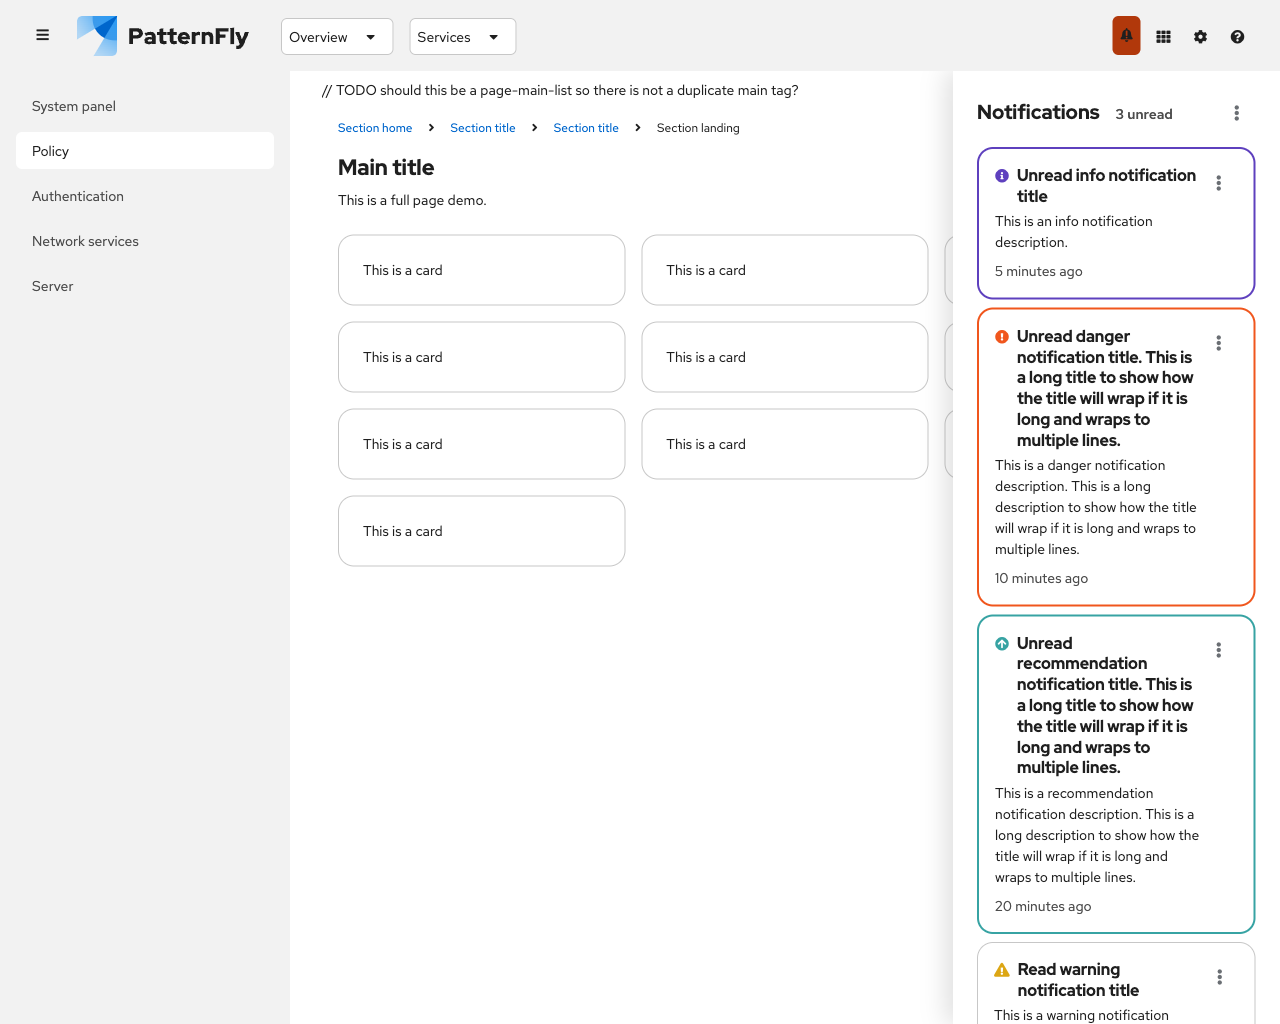 PatternFly
Overview
Services
System panel
Policy
Authentication
Network services
Server
// TODO should this be a page-main-list so there is not a duplicate main tag?
Section home
Section title
Section title
Section landing
Main title
This is a full page demo.
This is a card
This is a card
This is a card
This is a card
This is a card
This is a card
This is a card
Notifications
3 unread
Unread info notification
title
This is an info notification
description.
5 minutes ago
Unread danger
notification title. This is
a long title to show how
the title will wrap if it is
long and wraps to
multiple lines.
This is a danger notification
description. This is a long
description to show how the title
will wrap if it is long and wraps to
multiple lines.
10 minutes ago
Unread
recommendation
notification title. This is
a long title to show how
the title will wrap if it is
long and wraps to
multiple lines.
This is a recommendation
notification description. This is a
long description to show how the
title will wrap if it is long and
wraps to multiple lines.
20 minutes ago
Read warning
notification title
This is a warning notification